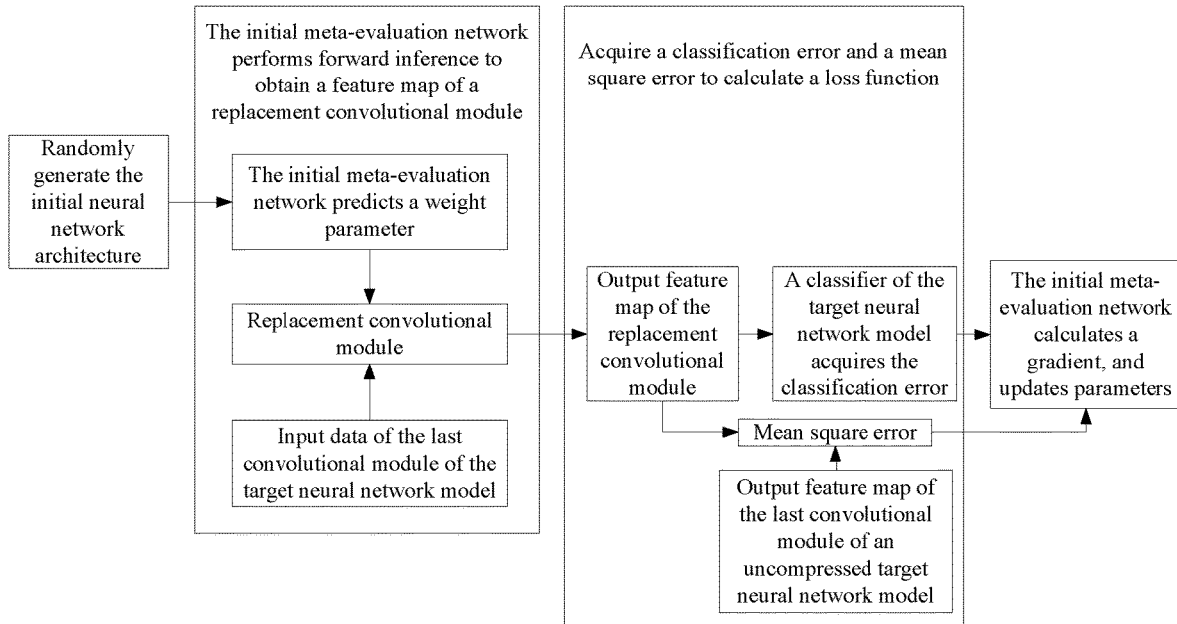 Randomly
generate the
initial neural
network
architecture
The initial meta-evaluation network
performs forward inference to
obtain a feature map of a
replacement convolutional module
The initial meta-evaluation
network predicts a weight
parameter
Replacement convolutional
module
Input data of the last
convolutional module of the
target neural network model
Acquire a classification error and a mean
square error to calculate a loss function
Output feature
map of the
replacement
convolutional
module
A classifier of the
target neural
network model
acquires the
classification error
Mean square error
Output feature map of
the last convolutional
module of an
uncompressed target
neural network model
The initial meta-
evaluation network
calculates a
gradient, and
updates parameters